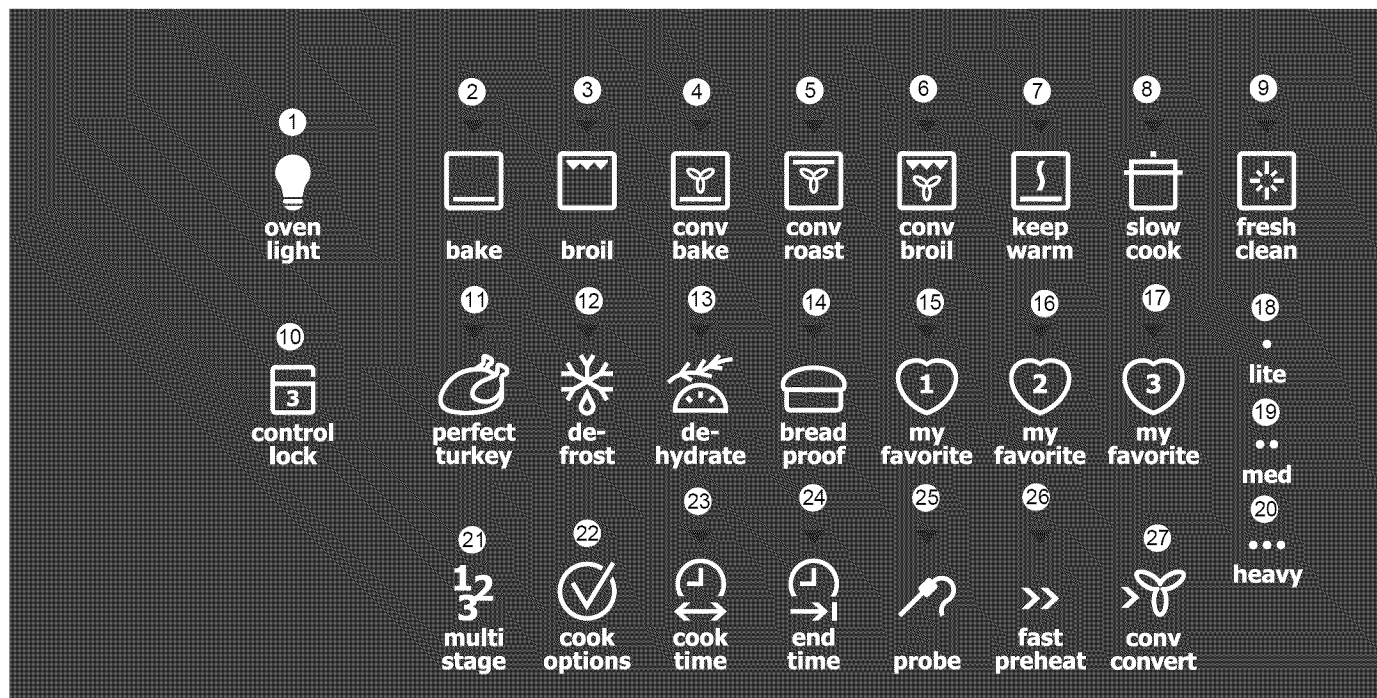 2 3 4 5 6 7 8 9
1
oven
light
bake
broil
conv
bake
conv
roast
conv
broil
keep
warm
slow
cook
fresh
clean
10 11 12 13 14 15 16 17
3
control
lock
perfect
turkey
de-
frost
de-
hydrate
bread
proof
1
my
favorite
2
my
favorite
3
my
favorite
18
lite
19
med
20
heavy
21 22 23 24 25 26 27
1
2
3
multi
stage
cook
options
cook
time
end
time
probe
fast
preheat
conv
convert